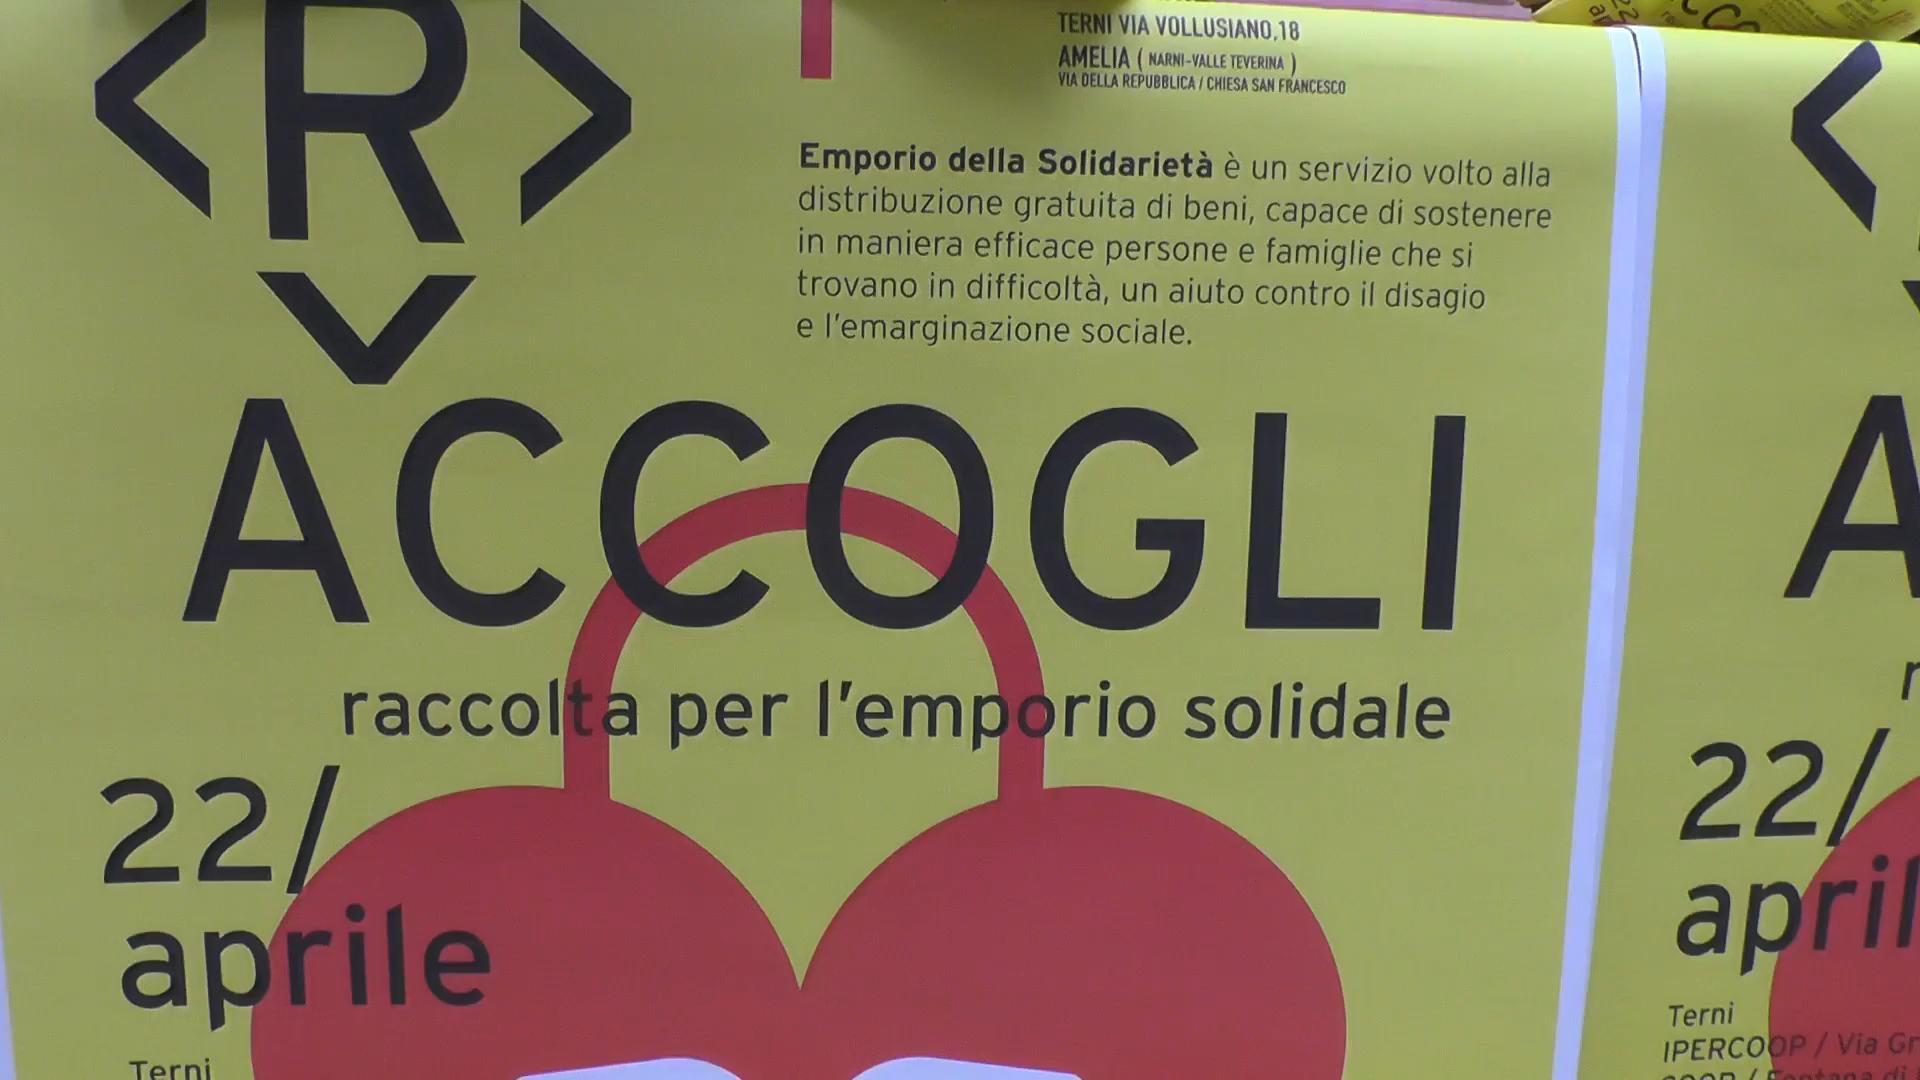 TERNI VIA VOLLUSIANO,18
AMELIA ( NARNI-VALLE TEVERINA )
VIA DELLA REPUBBLICA / CHIESA SAN FRANCESCO
<R>
Emporio della Solidarietà è un servizio volto alla
distribuzione gratuita di beni, capace di sostenere
in maniera efficace persone e famiglie che si
trovano in difficoltà, un aiuto contro il disagio
e l'emarginazione sociale.
ACCOGLI
raccolta per l'emporio solidale
22/
aprile
Terni
<
A
r
22/
april
Terni
IPERCOOP / Via Gr
COOP / Fontana di